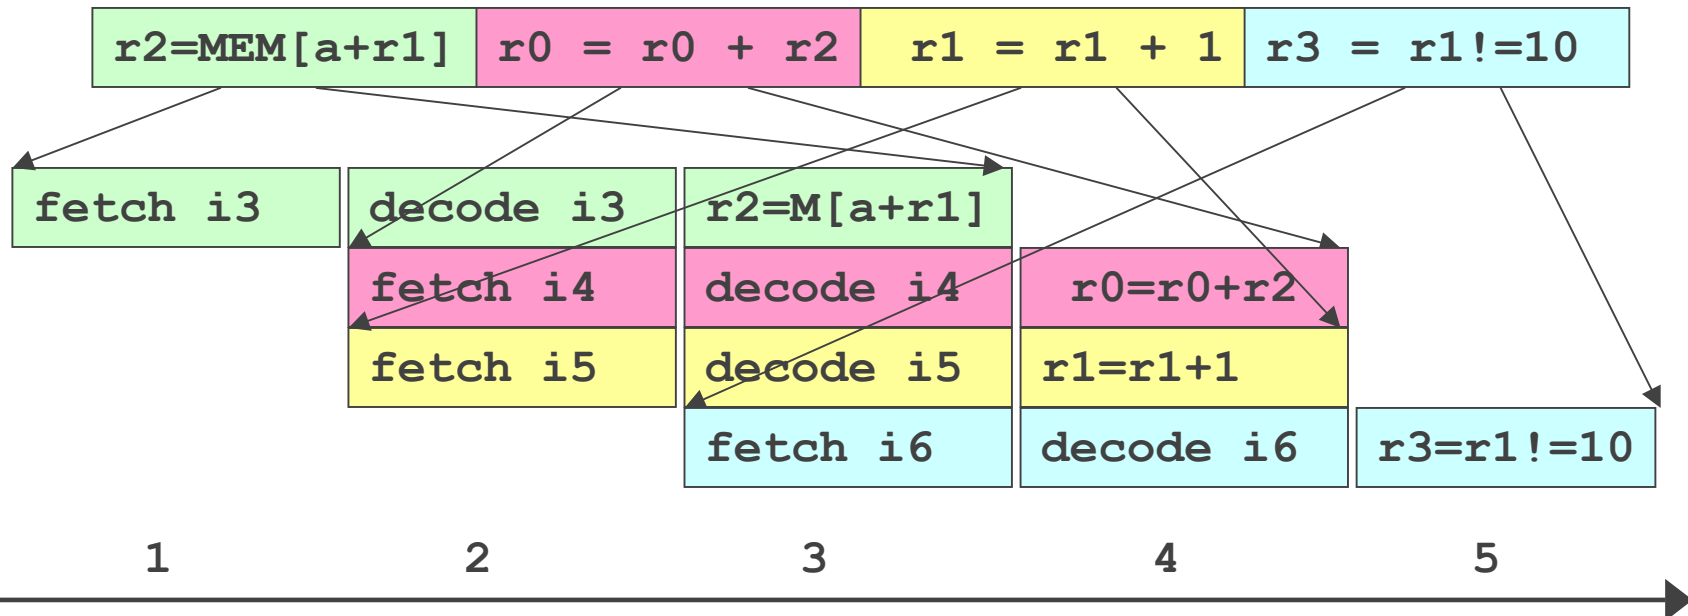 r2=MEM[a+r1] r0 = r0 + r2 r1 = r1 + 1 r3 = r1!=10
fetch i3 decode i3 r2=M[a+r1]
fetch i4 decode i4 r0=r0+r2
fetch i5 decode i5 r1=r1+1
fetch i6 decode i6 r3=r1!=10
1 2 3 4 5